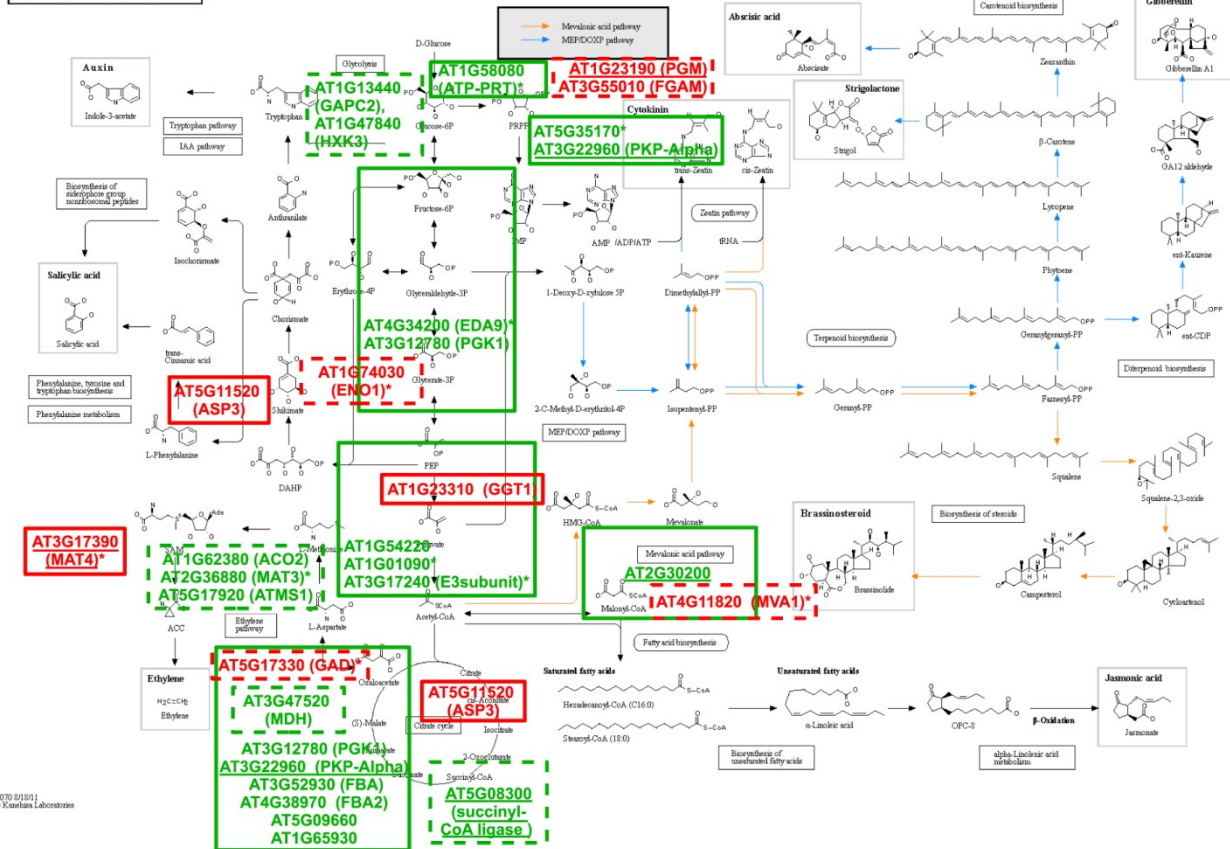 Mevalonic acid pathway
MEP/DOXP pathway
Carotenoid biosynthesis
Gibberellin
Abscisic acid
Abscisate
Zeaxanthin
Gibberellin A1
Auxin
Indole-3-acetate
Tryptophan
Tryptophan pathway
IAA pathway
Glycolysis
D-Glucose
AT1G13440
(GAPC2),
AT1G47840
(HXK3)
AT1G58080
(ATP-PRT)*
AT1G23190 (PGM)
AT3G55010 (FGAM)
Glucose-6P
PRPP
Cytokinin
AT5G35170*
AT3G22960 (PKP-Alpha)
trans-Zeatin
cis-Zeatin
Strigolactone
Strigol
β-Carotene
GA12 aldehyde
Biosynthesis of
siderophore group
nonribosomal peptides
Anthranilate
Fructose-6P
Zeatin pathway
AMP /ADP/ATP
tRNA
Lycopene
ent-Kaurene
Isochorismate
Salicylic acid
Salicylic acid
Chorismate
Erythrose-4P
Glyceraldehyde-3P
1-Deoxy-D-xylulose 5P
Dimethylallyl-PP
Phytoene
Terpenoid biosynthesis
Geranylgeranyl-PP
ent-CDP
trans-
Cinnamic acid
AT4G34200 (EDA9)*
AT3G12780 (PGK1)
Glycerate-3P
Phenylalanine, tyrosine and
tryptophan biosynthesis
Phenylalanine metabolism
AT5G11520
(ASP3)
AT1G74030
(ENO1)*
Shikimate
2-C-Methyl-D-erythritol-4P
Isopentenyl-PP
Geranyl-PP
Farnesyl-PP
Diterpenoid biosynthesis
MEP/DOXP pathway
L-Phenylalanine
DAHP
PEP
Squalene
Squalene-2,3-oxide
AT1G23310 (GGT1)
HMG-CoA
Mevalonate
Brassinosteroid
Biosynthesis of steroids
AT3G17390
(MAT4)*
SAM
L-Methionine
AT1G62380 (ACO2)
AT2G36880 (MAT3)*
AT5G17920 (ATMS1)
AT1G54220
AT1G01090*
AT3G17240 (E3subunit)*
Mevalonic acid pathway
AT2G30200
Malonyl-CoA
AT4G11820 (MVA1)*
Brassinolide
Campesterol
Cycloartenol
ACC
Ethylene
pathway
L-Aspartate
Acetyl-CoA
Fatty acid biosynthesis
AT5G17330 (GAD)*
Oxaloacetate
Citrate
cis-Aconitate
AT5G11520
(ASP3)
Ethylene
H2C=CH2
Ethylene
AT3G47520
(MDH)
(S)-Malate
Citrate cycle
Isocitrate
2-Oxoglutarate
Succinyl-CoA
Saturated fatty acids
Hexadecanoyl-CoA (C16:0)
Stearoyl-CoA (18:0)
Unsaturated fatty acids
α-Linoleic acid
OPC-8
β-Oxidation
Jasmonic acid
Jasmonate
Biosynthesis of
unsaturated fatty acids
alpha-Linolenic acid
metabolism
AT3G12780 (PGK1)
AT3G22960 (PKP-Alpha)
AT3G52930 (FBA)
AT4G38970 (FBA2)
AT5G09660
AT1G65930
AT5G08300
(succinyl-
CoA ligase )
070 8/18/11
Kanehisa Laboratories